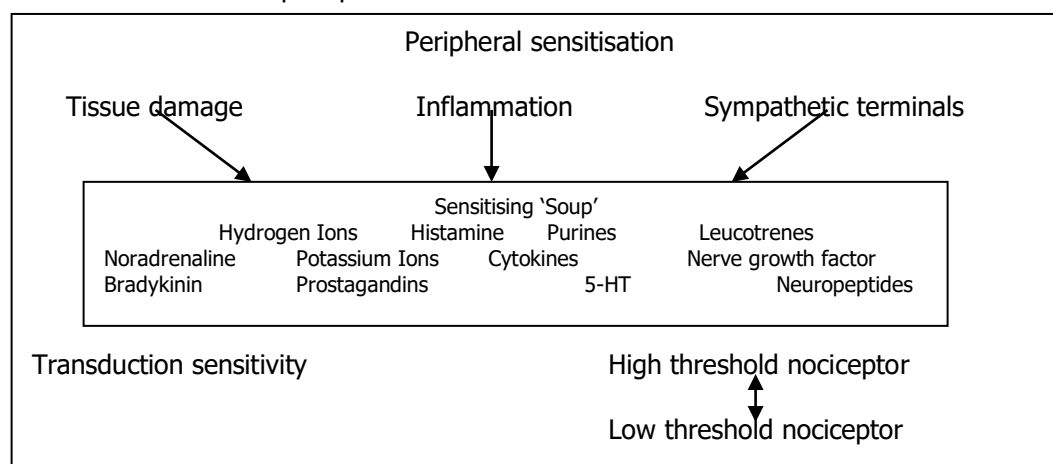 Peripheral sensitisation
Tissue damage Inflammation Sympathetic terminals
Sensitising ‘Soup’
Hydrogen Ions Histamine Purines Leucotrenes
Noradrenaline Potassium Ions Cytokines Nerve growth factor
Bradykinin Prostagandins 5-HT Neuropeptides
Transduction sensitivity High threshold nociceptor
Low threshold nociceptor